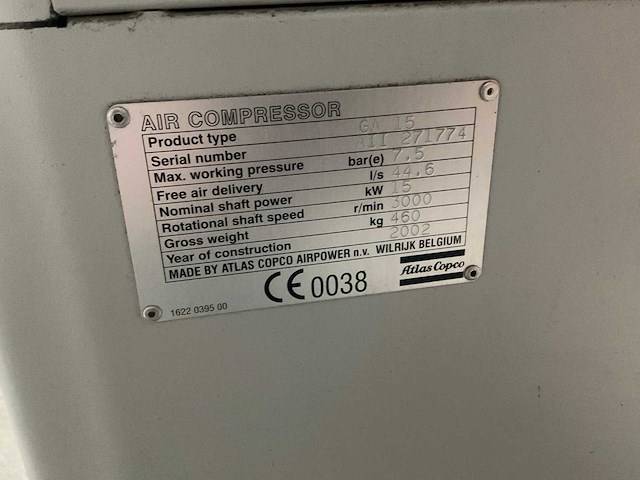 AIR COMPRESSOR
Product type GA 15
Serial number AII 271774
Max. working pressure bar(e) 7.5
Free air delivery l/s 44.6
Nominal shaft power kW 15
Rotational shaft speed r/min 3000
Gross weight kg 460
Year of construction 2002
MADE BY ATLAS COPCO AIRPOWER n.v. WILRIJK BELGIUM
CE 0038
Atlas Copco
1622 0395 00